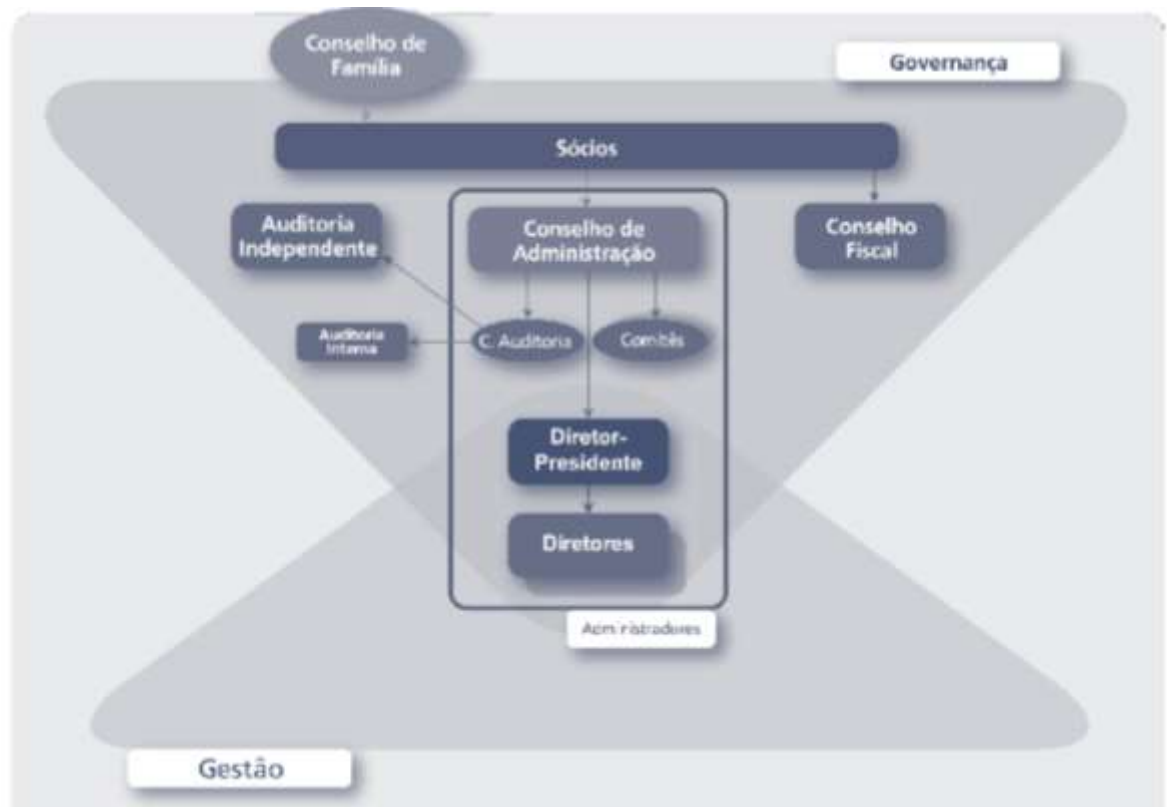 Conselho de
Família
Governança
Sócios
Auditoria
Independente
Conselho de
Administração
Conselho
Fiscal
Auditoria
Interna
C. Auditoria
Comitês
Diretor-
Presidente
Diretores
Administradores
Gestão